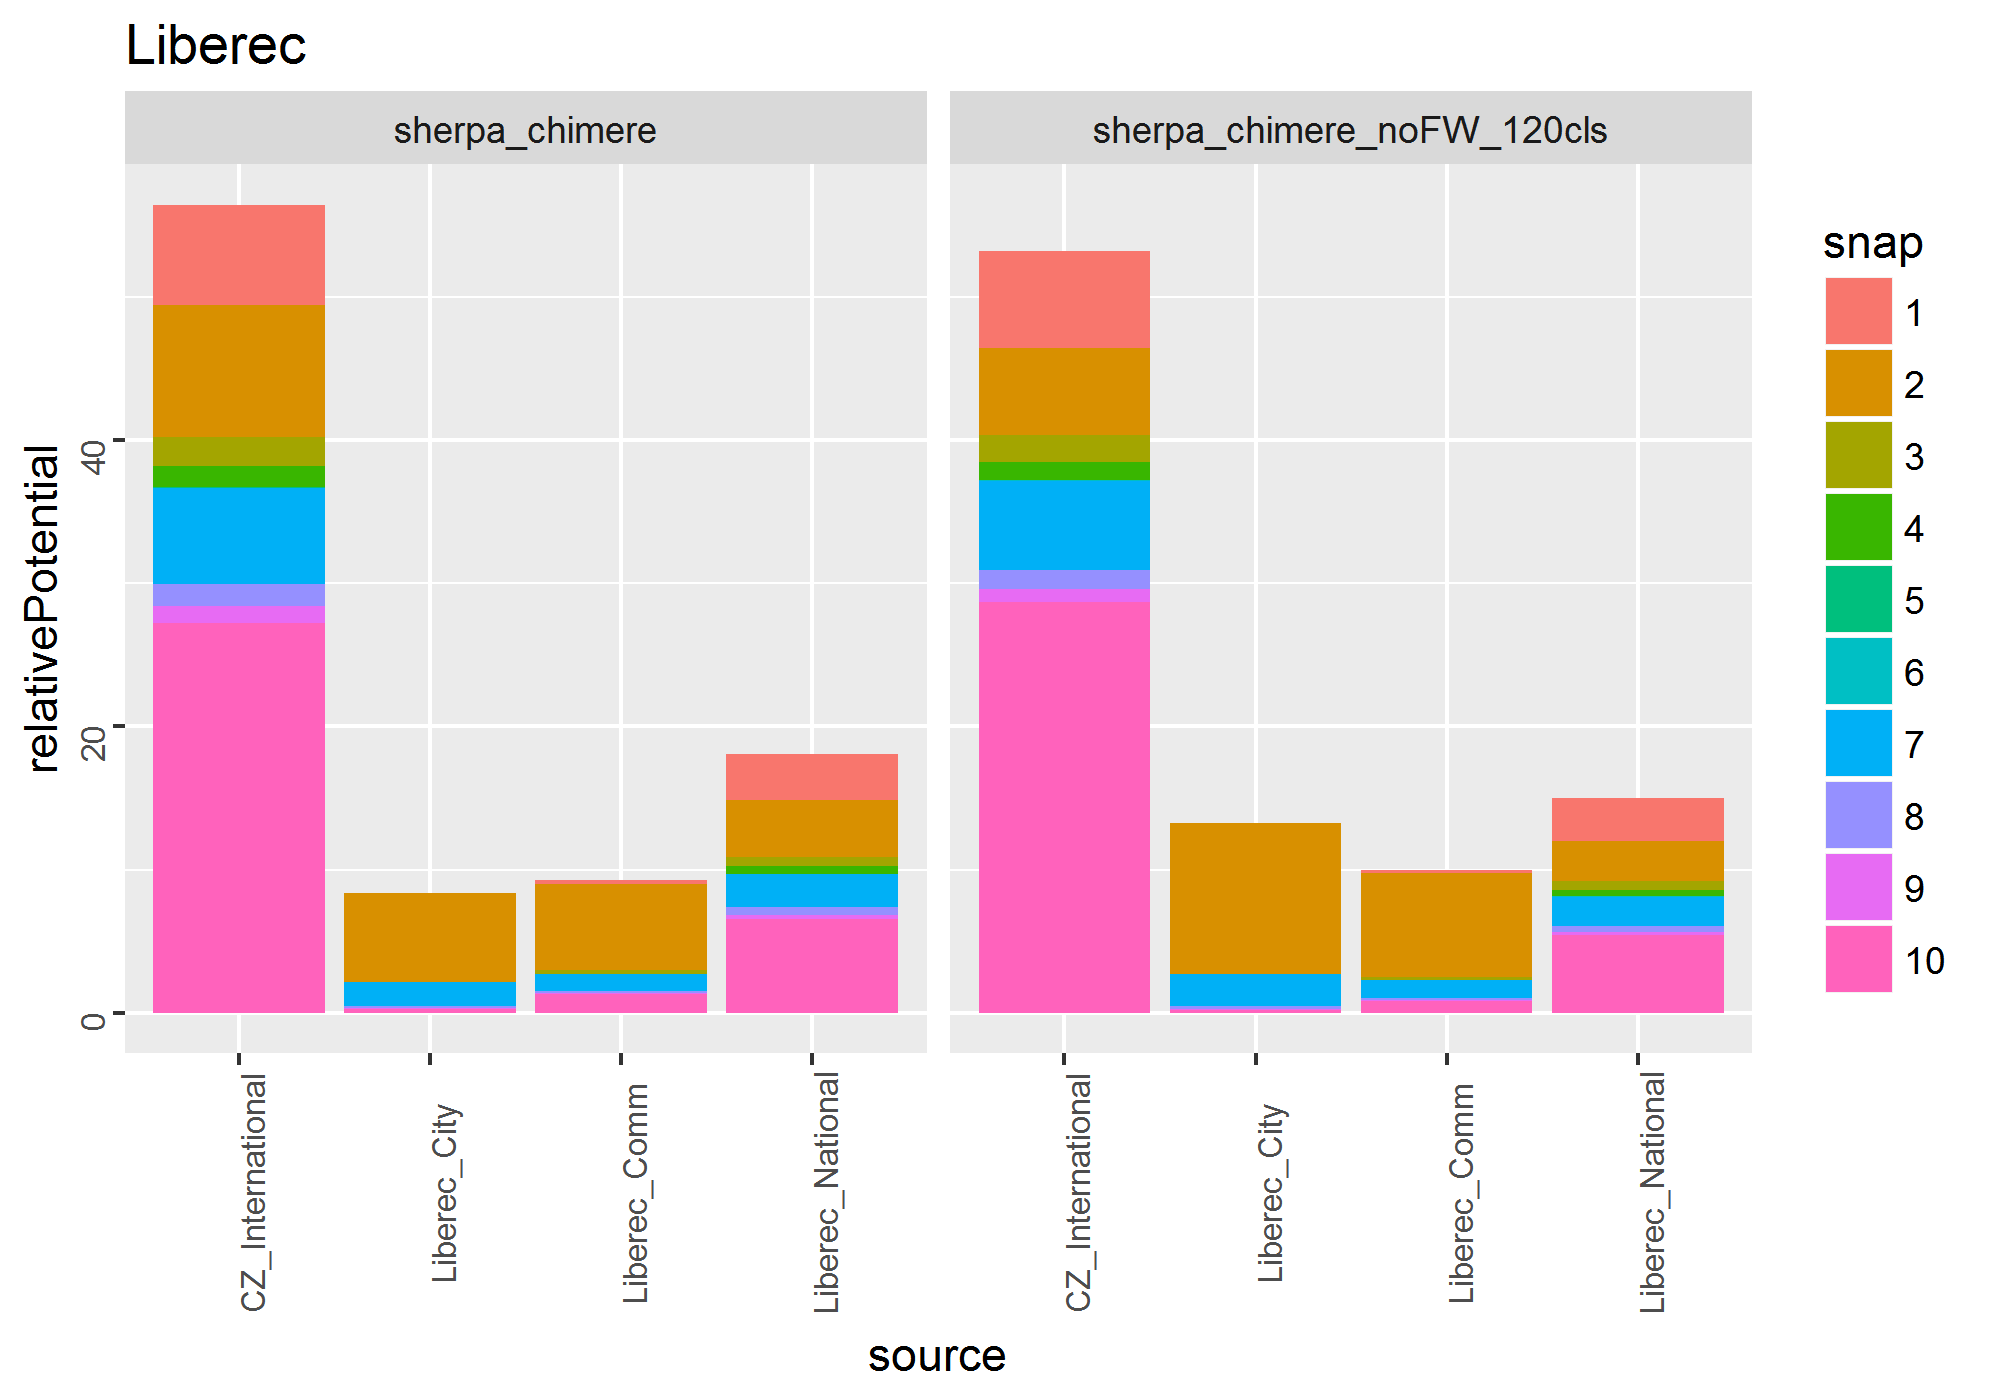 Liberec
sherpa_chimere
sherpa_chimere_noFW_120cls
relativePotential
40
20
0
CZ_International
Liberec_City
Liberec_Comm
Liberec_National
CZ_International
Liberec_City
Liberec_Comm
Liberec_National
source
snap
1
2
3
4
5
6
7
8
9
10